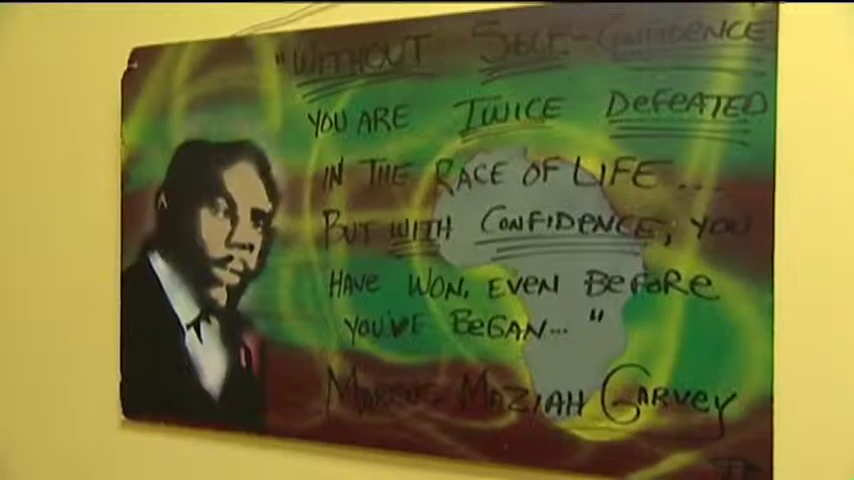 "WITHOUT SELF-CONFIDENCE
YOU ARE TWICE DEFEATED
IN THE RACE OF LIFE...
BUT WITH CONFIDENCE, YOU
HAVE WON, EVEN BEFORE
YOU'VE BEGAN..."
MARCUS MAZIAH GARVEY